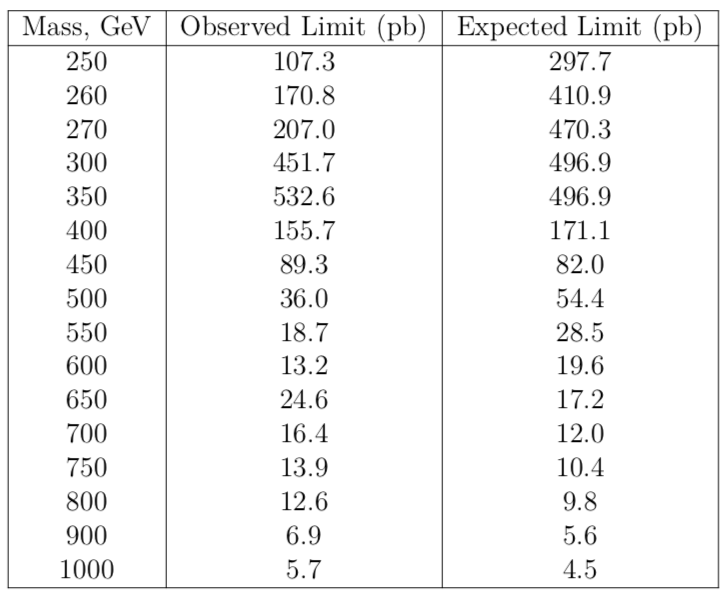 Mass, GeV Observed Limit (pb) Expected Limit (pb)
250 107.3 297.7
260 170.8 410.9
270 207.0 470.3
300 451.7 496.9
350 532.6 496.9
400 155.7 171.1
450 89.3 82.0
500 36.0 54.4
550 18.7 28.5
600 13.2 19.6
650 24.6 17.2
700 16.4 12.0
750 13.9 10.4
800 12.6 9.8
900 6.9 5.6
1000 5.7 4.5